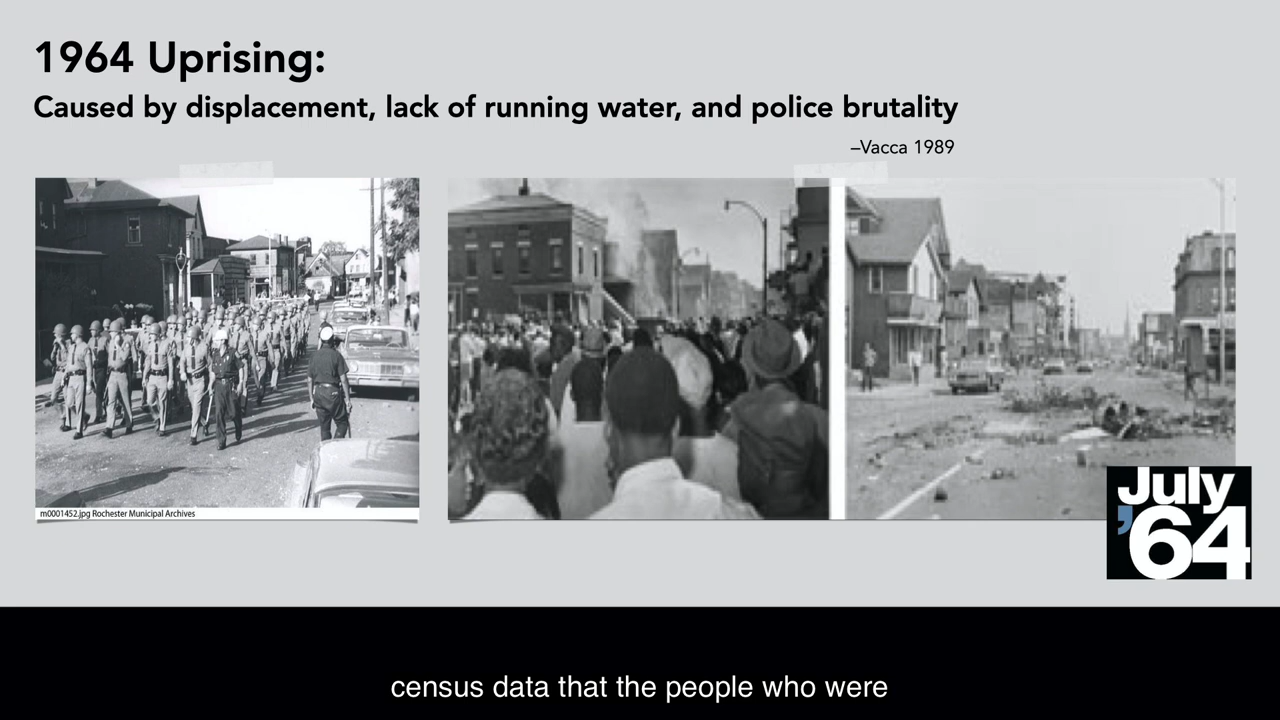 1964 Uprising:
Caused by displacement, lack of running water, and police brutality
–Vacca 1989
m0001452.jpg Rochester Municipal Archives
July
’64
census data that the people who were